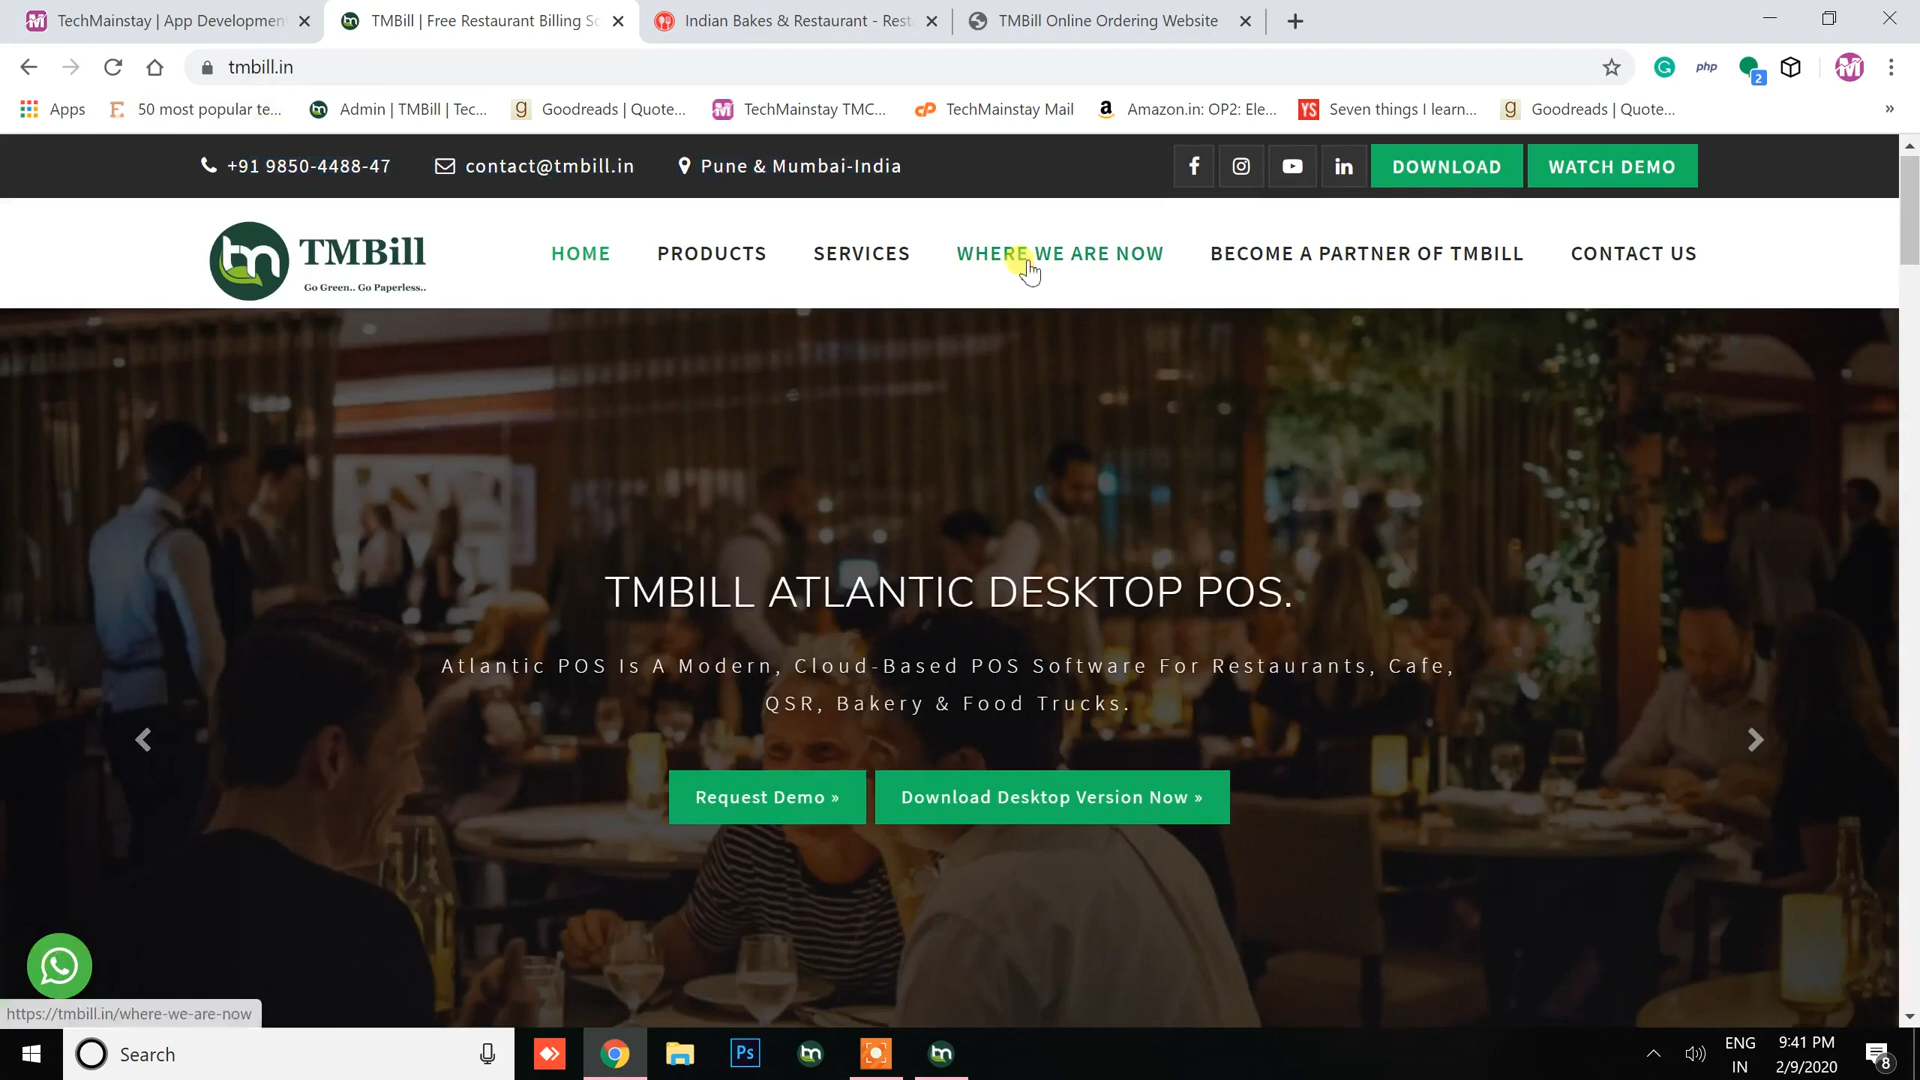 TechMainstay | App Developmen
TMBill | Free Restaurant Billing So
Indian Bakes & Restaurant - Rest
TMBill Online Ordering Website
tmbill.in
php
2
Apps
50 most popular te...
Admin | TMBill | Tec...
Goodreads | Quote...
TechMainstay TMC...
TechMainstay Mail
Amazon.in: OP2: Ele...
Seven things I learn...
Goodreads | Quote...
»
+91 9850-4488-47
contact@tmbill.in
Pune & Mumbai-India
DOWNLOAD
WATCH DEMO
TMBill
Go Green.. Go Paperless..
HOME
PRODUCTS
SERVICES
WHERE WE ARE NOW
BECOME A PARTNER OF TMBILL
CONTACT US
TMBILL ATLANTIC DESKTOP POS.
Atlantic POS Is A Modern, Cloud-Based POS Software For Restaurants, Cafe,
QSR, Bakery & Food Trucks.
Request Demo »
Download Desktop Version Now »
https://tmbill.in/where-we-are-now
Search
Ps
ENG
IN
9:41 PM
2/9/2020
8